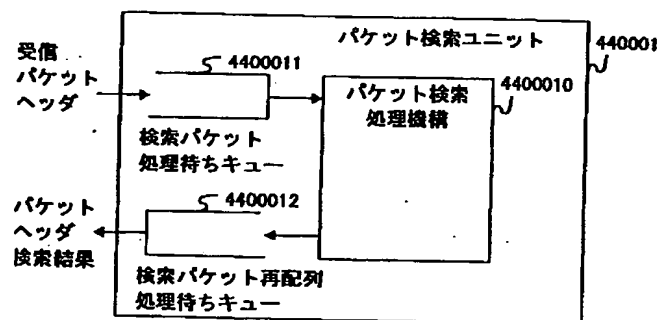 パケット検索ユニット
440001
受信
パケット
ヘッダ
4400011
4400010
パケット検索
処理機構
検索パケット
処理待ちキュー
4400012
パケット
ヘッダ
検索結果
検索パケット再配列
処理待ちキュー